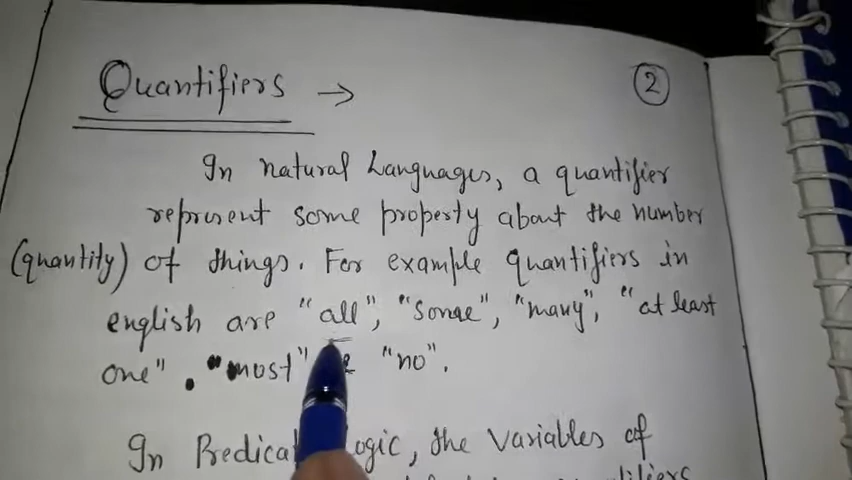 Quantifiers →
2
In natural Languages, a quantifier
represent some property about the number
(quantity) of things. For example quantifiers in
english are "all", "some", "many", "at least
one", "most" "no".
In Predica logic, the variables of